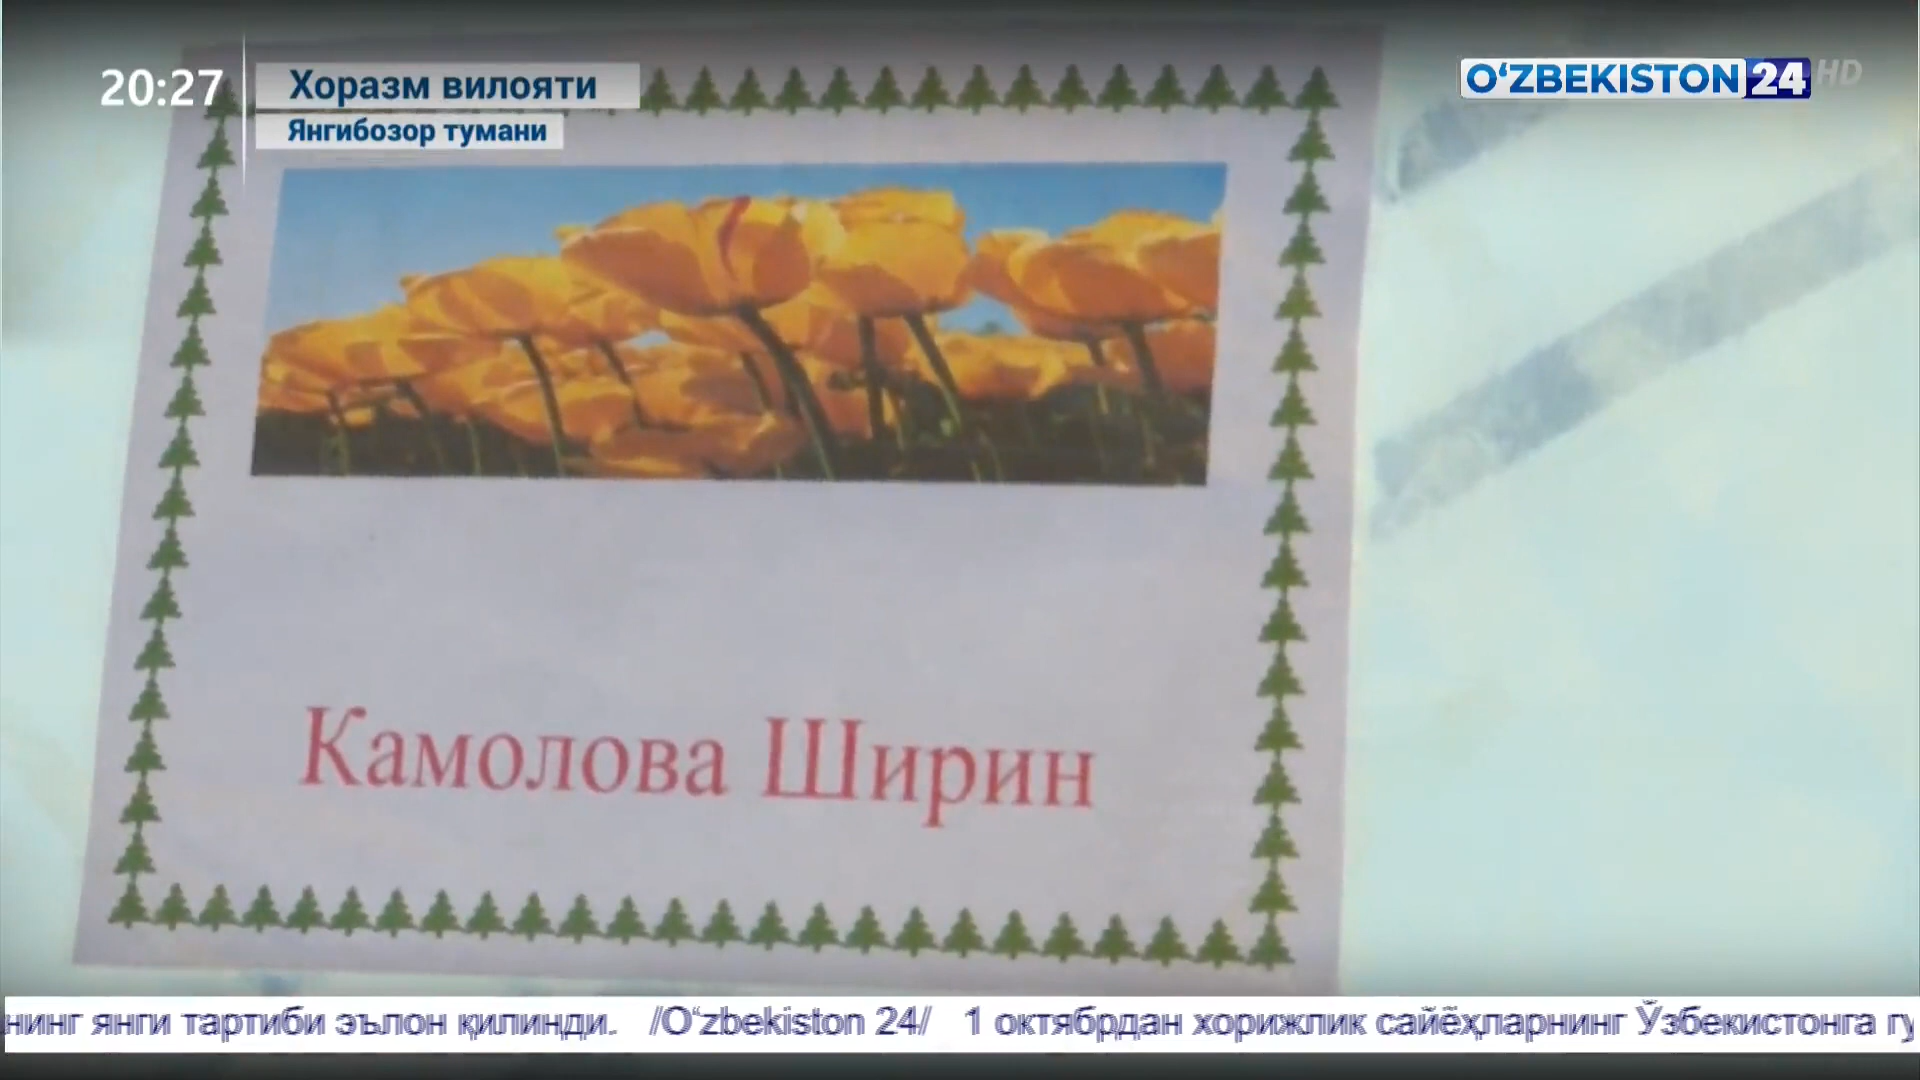 20:27
Хоразм вилояти
Янгибозор тумани
O‘ZBEKISTON 24 HD
Камолова Ширин
нинг янги тартиби эълон қилинди. /O‘zbekiston 24/ 1 октябрдан хорижлик сайёҳларнинг Ўзбекистонга гу